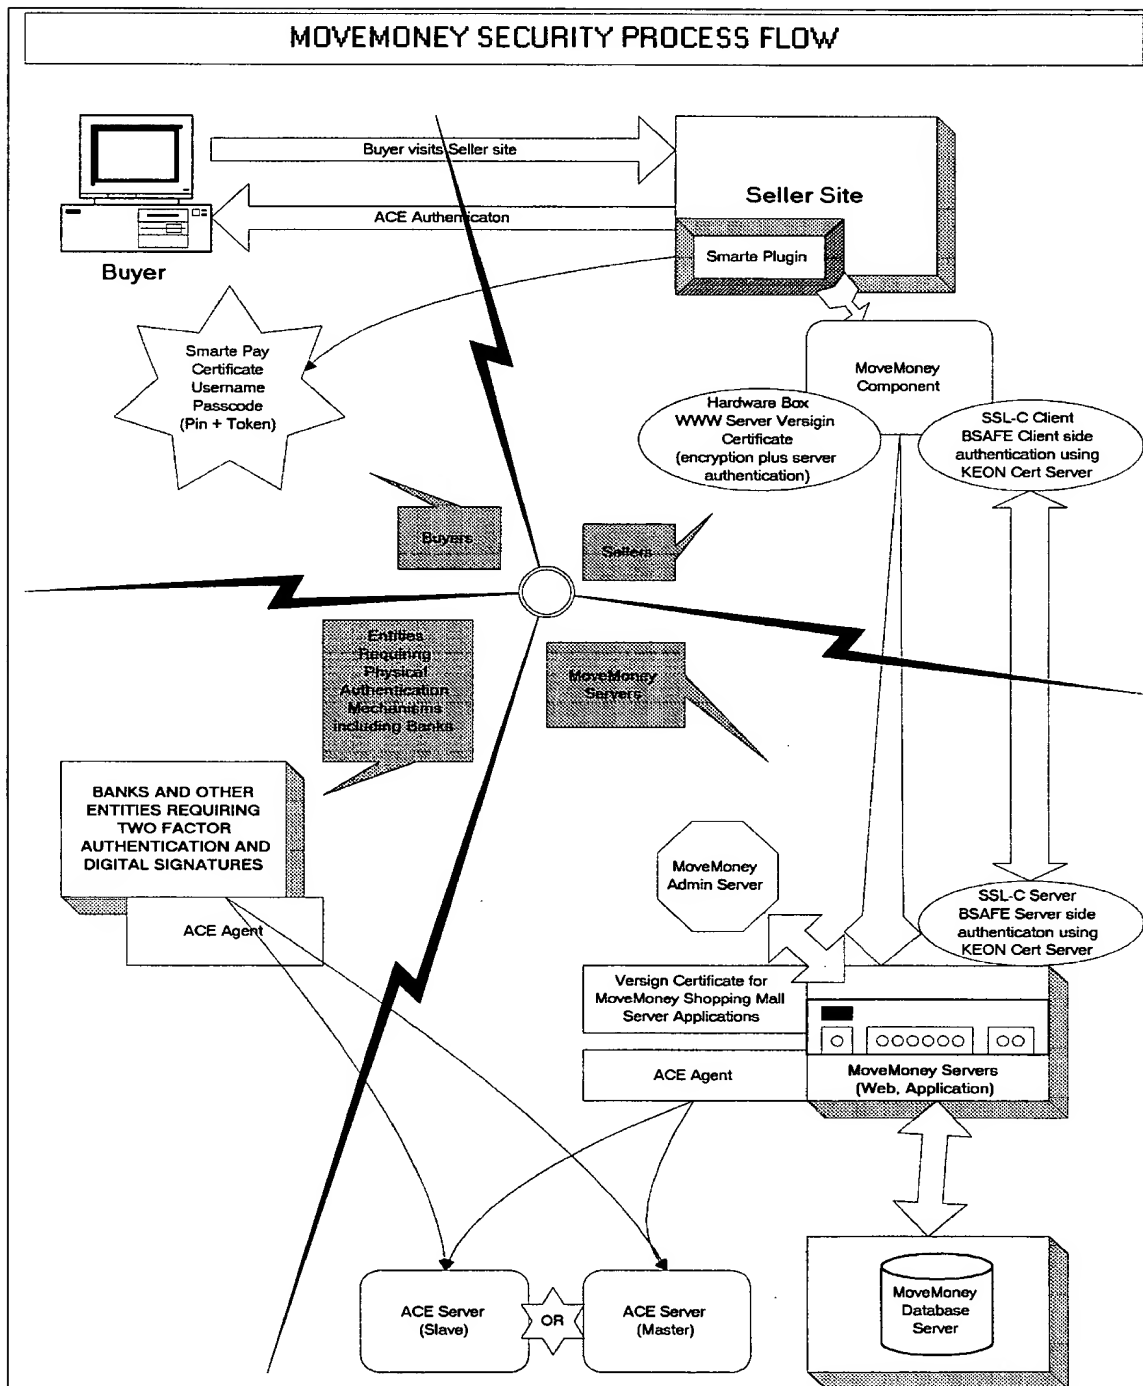 MOVEMONEY SECURITY PROCESS FLOW
Buyer visits Seller site
Seller Site
ACE Authenticaton
Smarte Plugin
Buyer
Smarte Pay
Certificate
Username
Passcode
(Pin + Token)
MoveMoney
Component
Hardware Box
WWW Server Versigin
Certificate
(encryption plus server
authentication)
SSL-C Client
BSAFE Client side
authentication using
KEON Cert Server
Buyers
Sellers
Entities
Requiring
Physical
Authentication
Mechanisms
including Banks
MoveMoney
Servers
BANKS AND OTHER
ENTITIES REQUIRING
TWO FACTOR
AUTHENTICATION AND
DIGITAL SIGNATURES
ACE Agent
MoveMoney
Admin Server
SSL-C Server
BSAFE Server side
authenticaton using
KEON Cert Server
Versign Certificate for
MoveMoney Shopping Mall
Server Applications
ACE Agent
MoveMoney Servers
(Web, Application)
ACE Server
(Slave)
OR
ACE Server
(Master)
MoveMoney
Database
Server